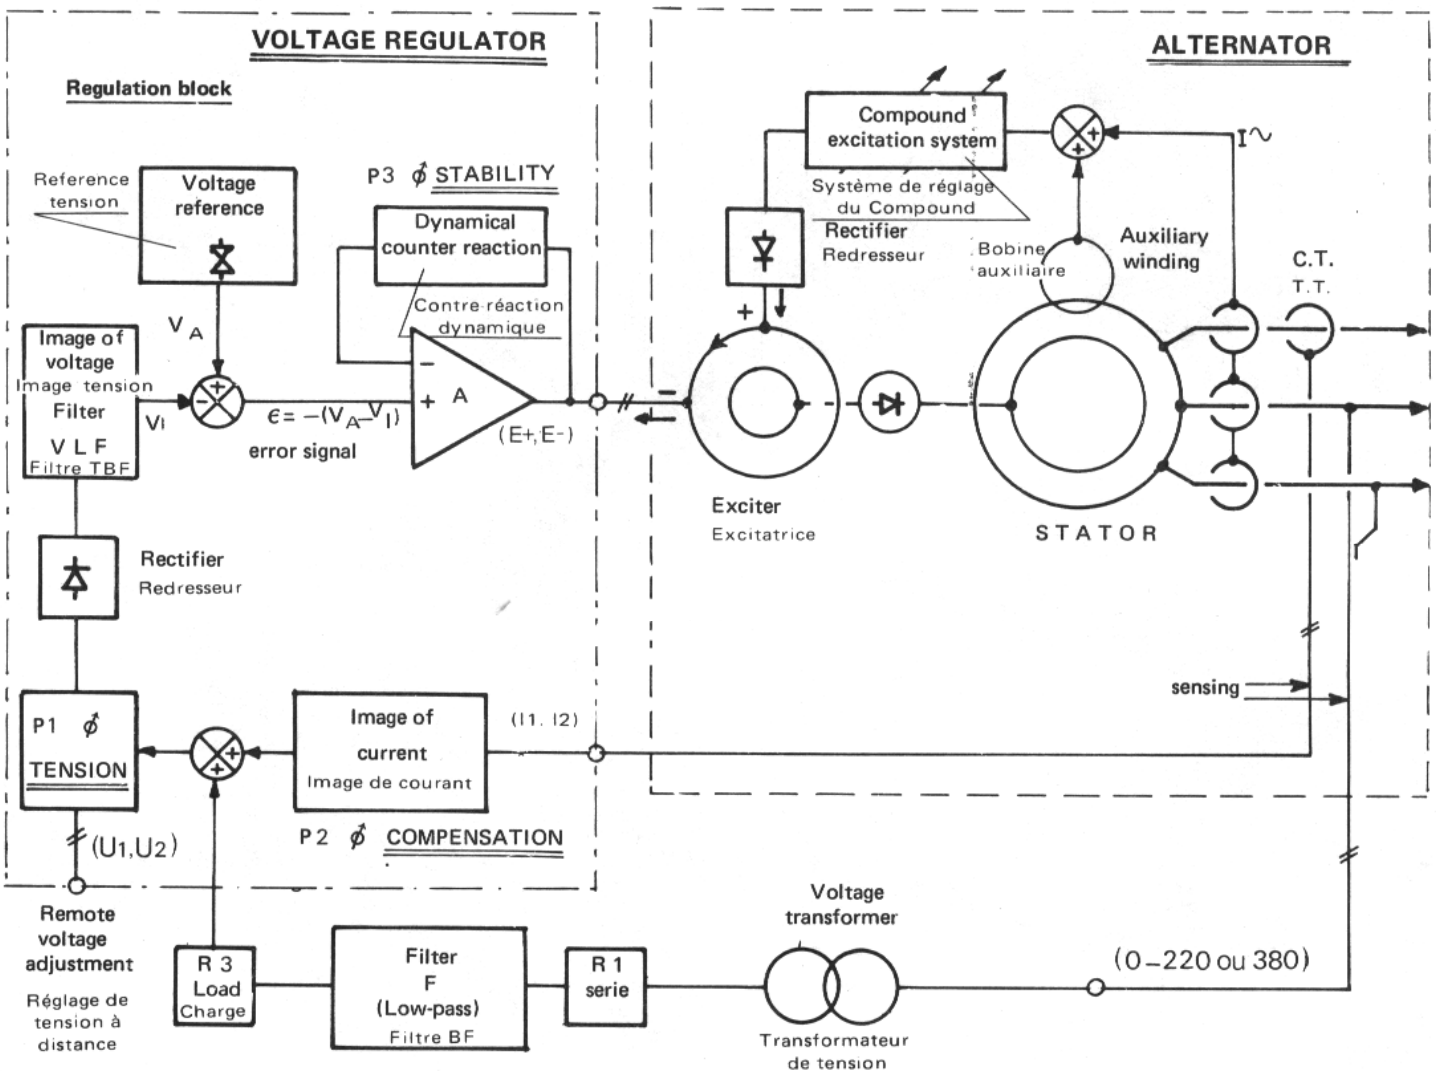 VOLTAGE REGULATOR
ALTERNATOR
Regulation block
Compound
excitation system
I∿
Système de réglage
du Compound
Reference
tension
Voltage
reference
P3 STABILITY
Dynamical
counter reaction
Contre-réaction
dynamique
Rectifier
Redresseur
Bobine
auxiliaire
Auxiliary
winding
C.T.
T.T.
VA
Image of
voltage
Image tension
Filter
V L F
Filtre TBF
VI
+
-
ϵ = -(VA-VI)
error signal
-
+
A
(E+,E-)
+
-
+
+
Exciter
Excitatrice
STATOR
Rectifier
Redresseur
sensing
P1
TENSION
+
+
Image of
current
Image de courant
(I1. I2)
P2 COMPENSATION
(U1,U2)
Remote
voltage
adjustment
Réglage de
tension à
distance
R 3
Load
Charge
Filter
F
(Low-pass)
Filtre BF
R 1
serie
Voltage
transformer
Transformateur
de tension
(0-220 ou 380)